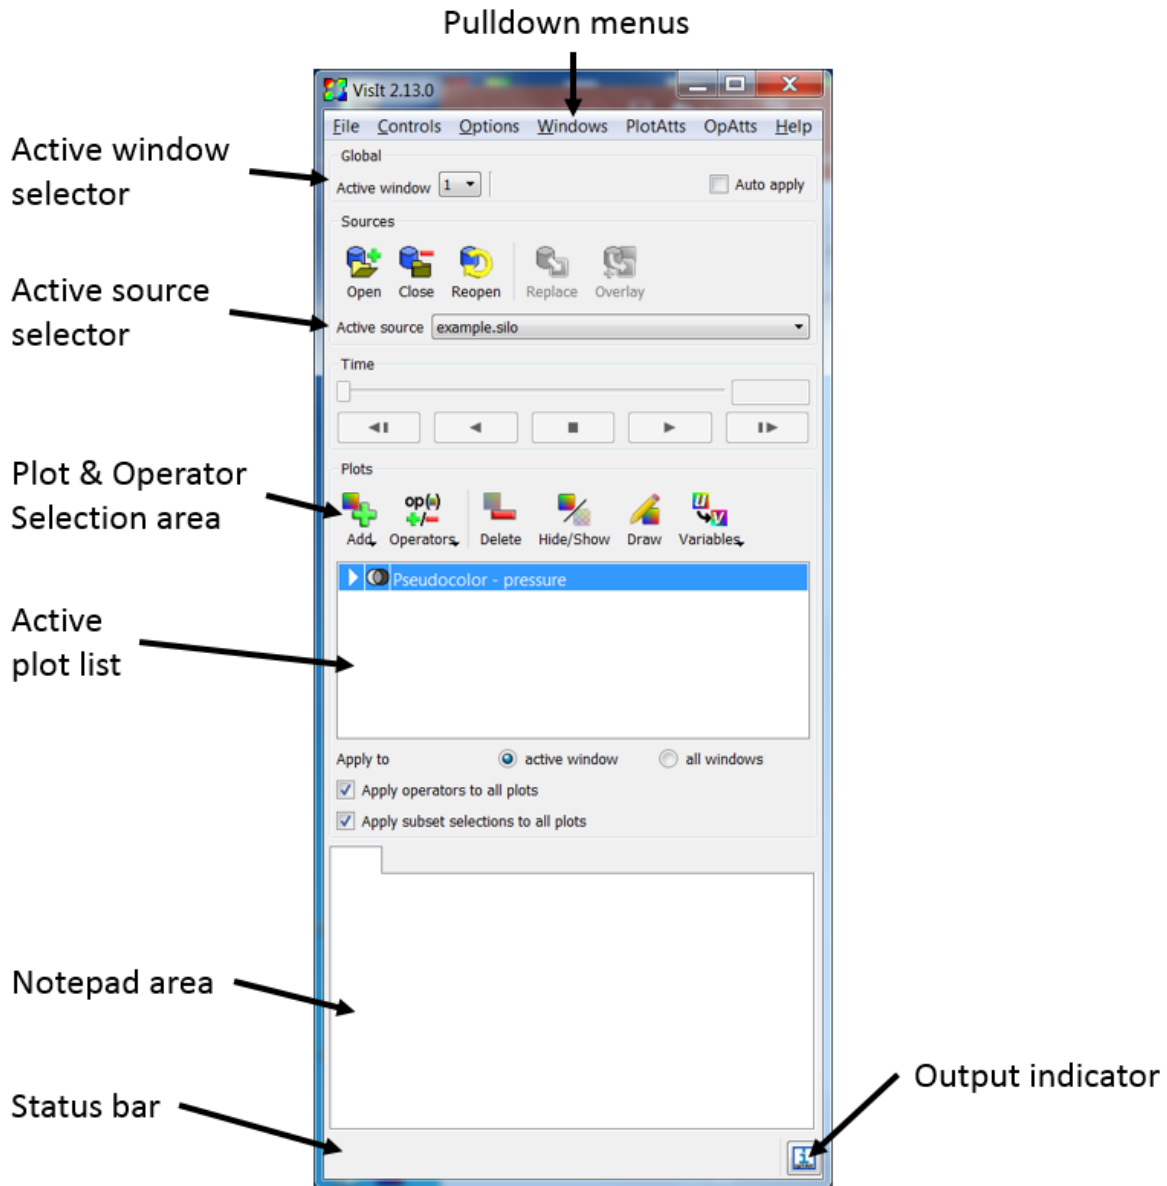 Pulldown menus
VisIt 2.13.0
File Controls Options Windows PlotAtts OpAtts Help
Active window
selector
Global
Active window 1
Auto apply
Sources
Open Close Reopen Replace Overlay
Active source
selector
Active source example.silo
Time
Plot & Operator
Selection area
Plots
op(=)
+/-
Add Operators Delete Hide/Show Draw Variables
U
V
Pseudocolor - pressure
Active
plot list
Apply to active window all windows
Apply operators to all plots
Apply subset selections to all plots
Notepad area
Output indicator
Status bar
i